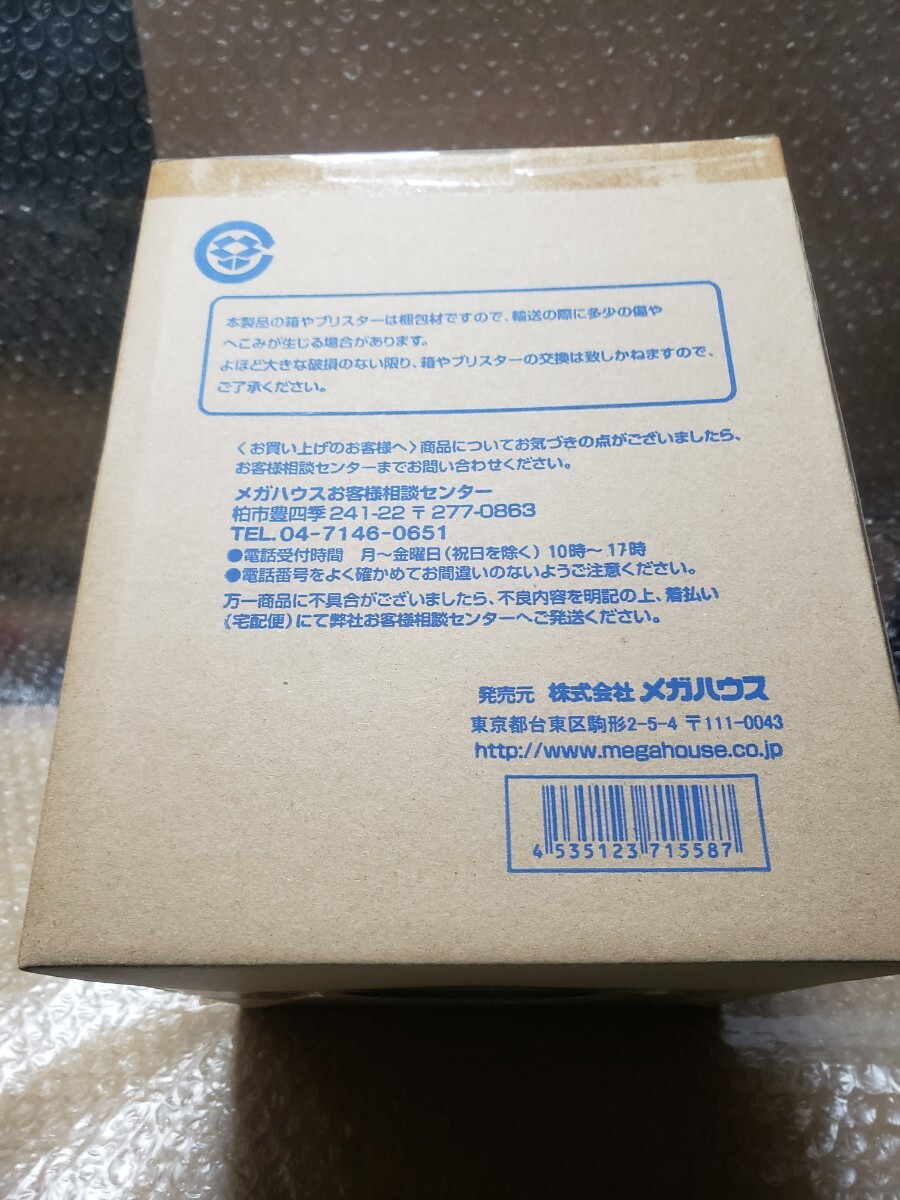 本製品の箱やブリスターは梱包材ですので、輸送の際に多少の傷や
へこみが生じる場合があります。
よほど大きな破損のない限り、箱やブリスターの交換は致しかねますので、
ご了承ください。
〈お買い上げのお客様へ〉商品についてお気づきの点がございましたら、
お客様相談センターまでお問い合わせください。
メガハウスお客様相談センター
柏市豊四季241-22 〒277-0863
TEL.04-7146-0651
●電話受付時間 月～金曜日(祝日を除く) 10時～17時
●電話番号をよく確かめてお間違いのないようご注意ください。
万一商品に不具合がございましたら、不良内容を明記の上、着払い
(宅配便)にて弊社お客様相談センターへご発送ください。
発売元 株式会社 メガハウス
東京都台東区駒形2-5-4 〒111-0043
http://www.megahouse.co.jp
4 535123 715587